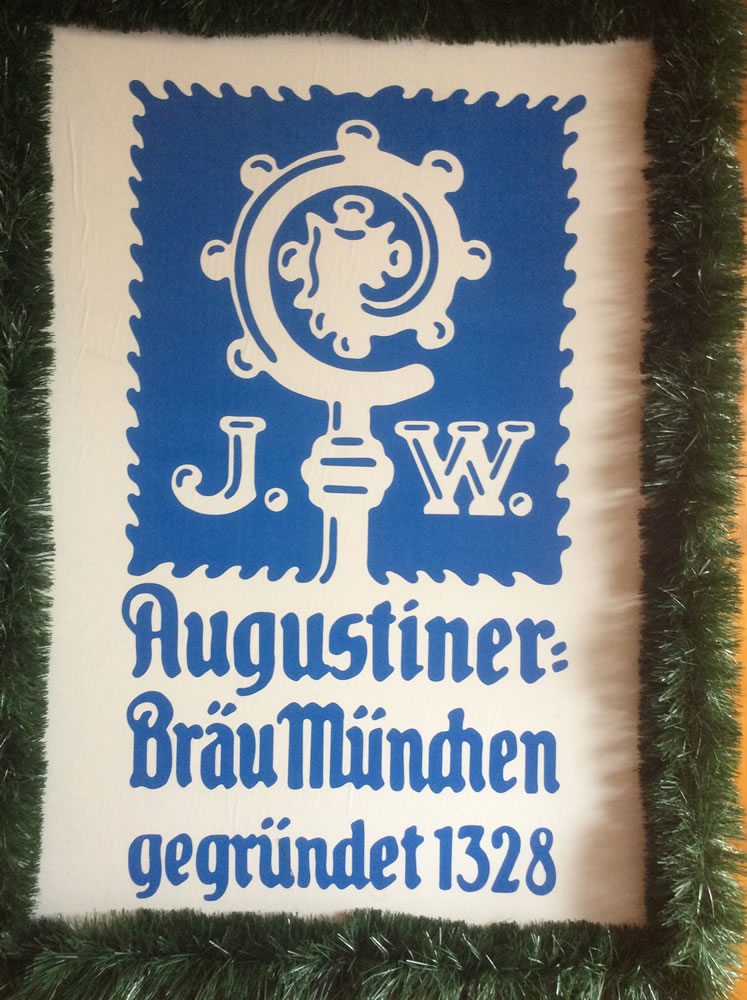 J. W.
Augustiner=
Bräu München
gegründet 1328